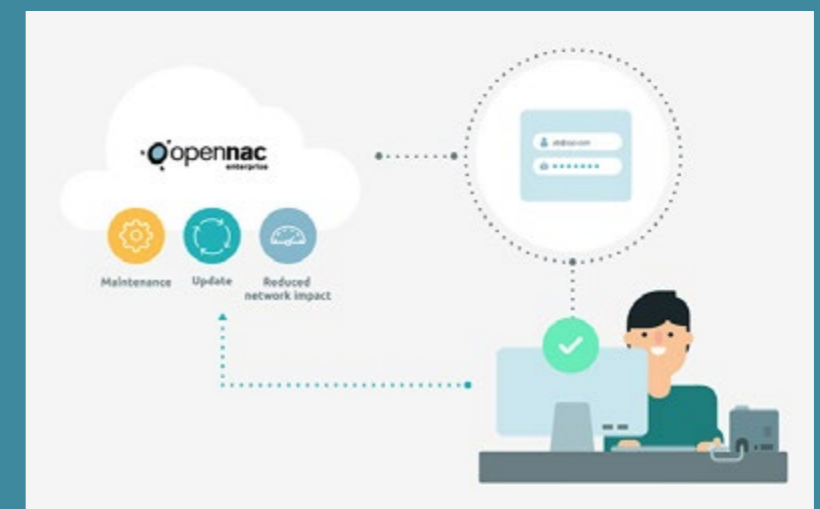 opennac
enterprise
Maintenance
Update
Reduced
network impact